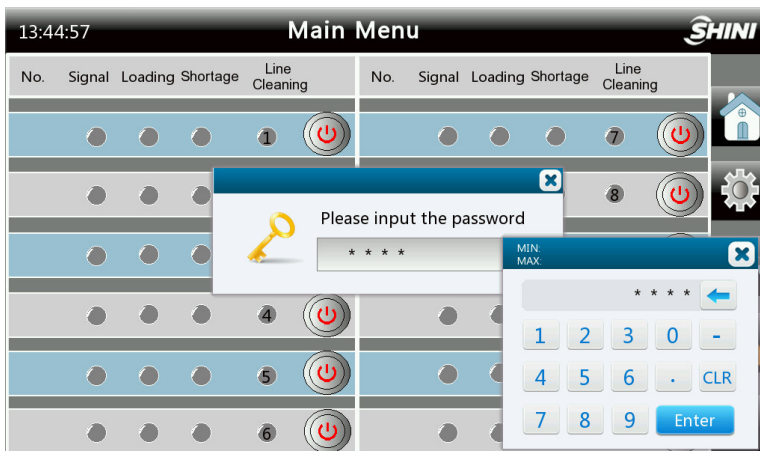 13:44:57 Main Menu SHINI
No. Signal Loading Shortage Line Cleaning No. Signal Loading Shortage Line Cleaning
1 7
8
Please input the password
* * * *
MIN:
MAX:
* * * *
1 2 3 0 -
4
4 5 6 . CLR
5
7 8 9 Enter
6